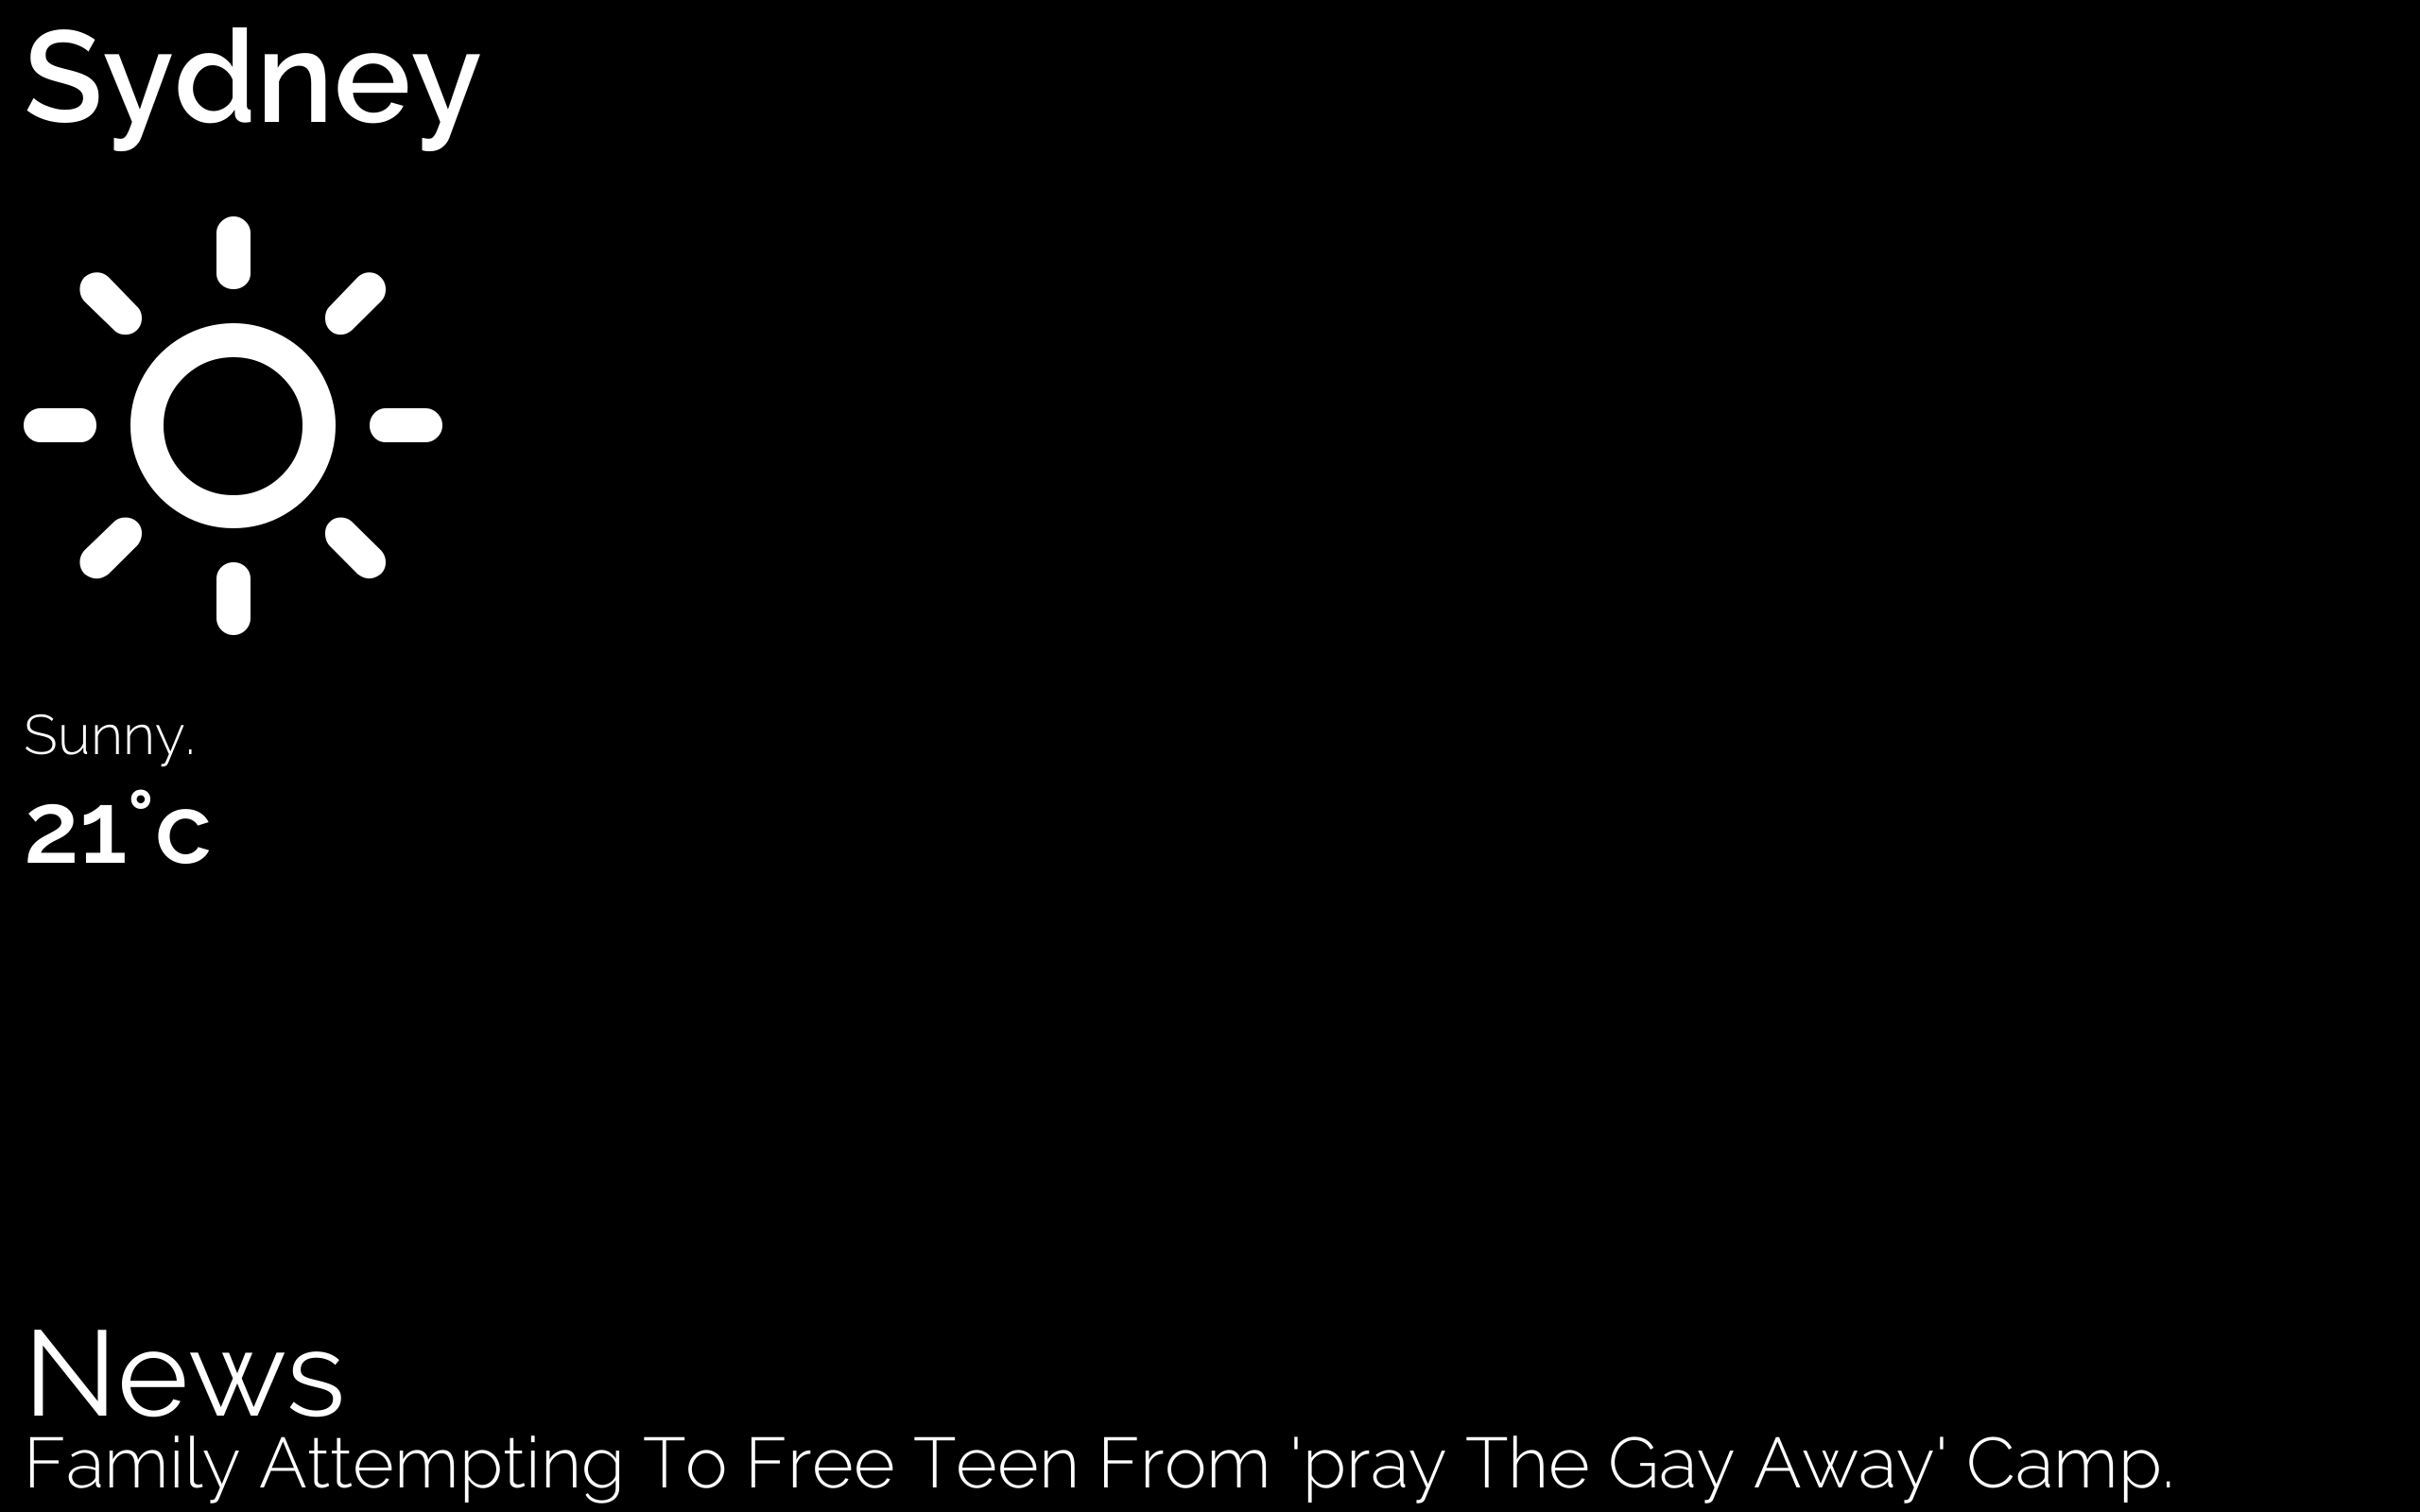 Sydney
Sunny.
21°C
News
Family Attempting To Free Teen From 'pray The Gay Away' Camp.